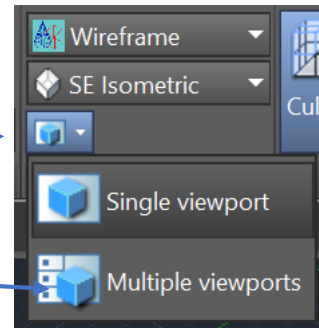 Wireframe
SE Isometric
Cul
Single viewport
Multiple viewports